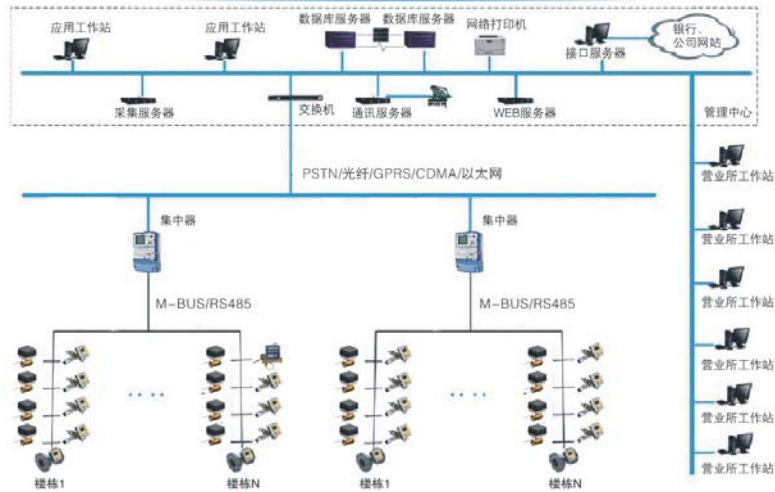 应用工作站
应用工作站
数据库服务器
数据库服务器
网络打印机
接口服务器
银行、
公司网站
采集服务器
交换机
通讯服务器
WEB服务器
管理中心
PSTN/光纤/GPRS/CDMA/以太网
营业所工作站
营业所工作站
营业所工作站
营业所工作站
营业所工作站
营业所工作站
集中器
集中器
M-BUS/RS485
M-BUS/RS485
楼栋1
楼栋N
楼栋1
楼栋N